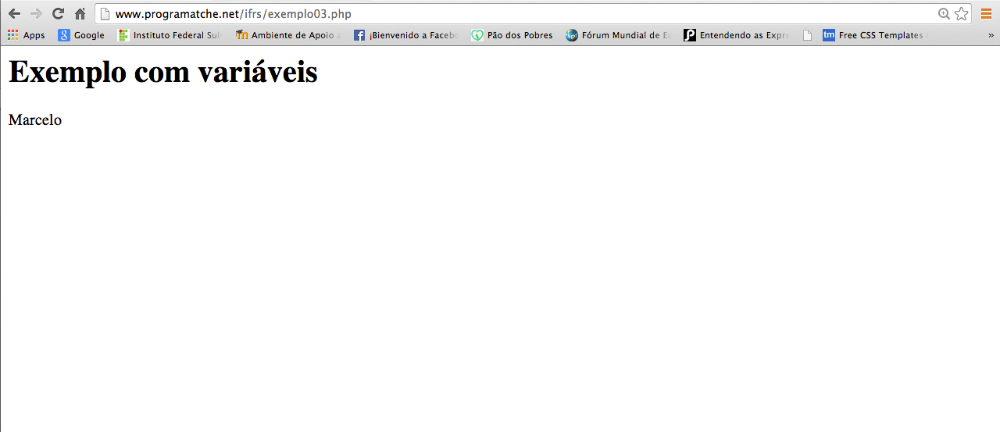 www.programatche.net/ifrs/exemplo03.php
Apps Google Instituto Federal Sul Ambiente de Apoio a ¡Bienvenido a Facebo Pão dos Pobres Fórum Mundial de Ed Entendendo as Expre Free CSS Templates »
Exemplo com variáveis
Marcelo